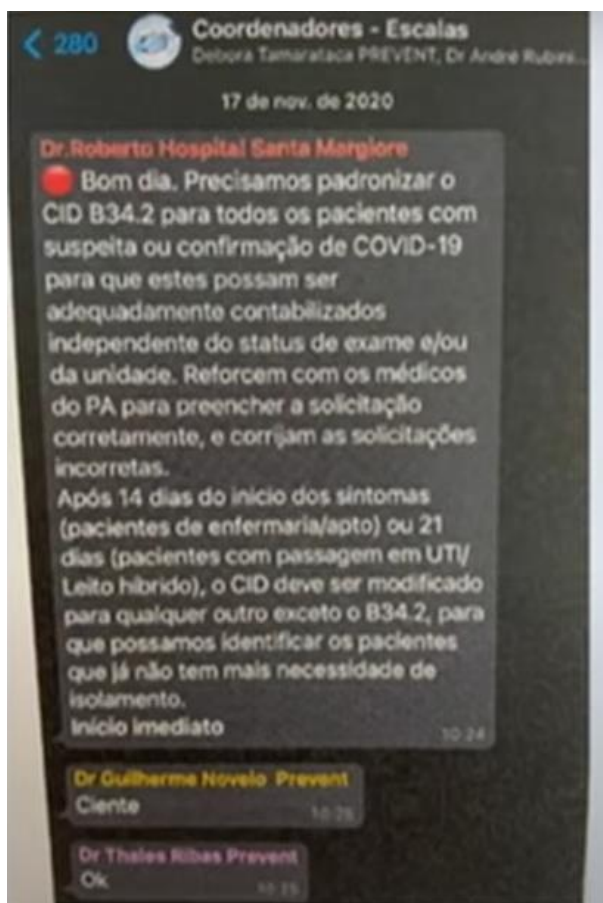 280
Coordenadores - Escalas
Debora Tamarataca PREVENT, Dr André Rubini...
17 de nov. de 2020
Dr.Roberto Hospital Santa Margiore
Bom dia. Precisamos padronizar o
CID B34.2 para todos os pacientes com
suspeita ou confirmação de COVID-19
para que estes possam ser
adequadamente contabilizados
independente do status de exame e/ou
da unidade. Reforcem com os médicos
do PA para preencher a solicitação
corretamente, e corrijam as solicitações
incorretas.
Após 14 dias do início dos sintomas
(pacientes de enfermaria/apto) ou 21
dias (pacientes com passagem em UTI/
Leito híbrido), o CID deve ser modificado
para qualquer outro exceto o B34.2, para
que possamos identificar os pacientes
que já não tem mais necessidade de
isolamento.
Início imediato
10:24
Dr Guilherme Novelo Prevent
Ciente
Dr Thales Ribas Prevent
Ok
10:25